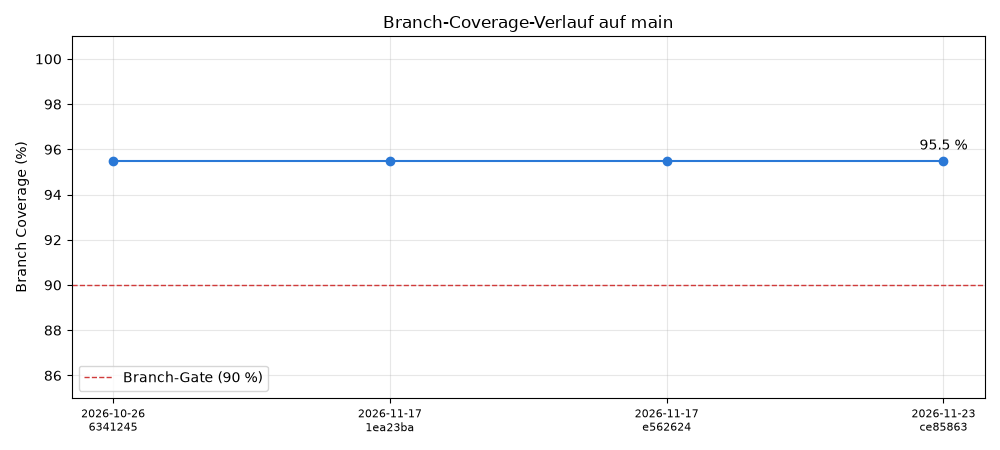 Branch-Coverage-Verlauf auf main
Branch Coverage (%)
100
98
96
94
92
90
88
86
95.5 %
Branch-Gate (90 %)
2026-10-26
6341245
2026-11-17
1ea23ba
2026-11-17
e562624
2026-11-23
ce85863